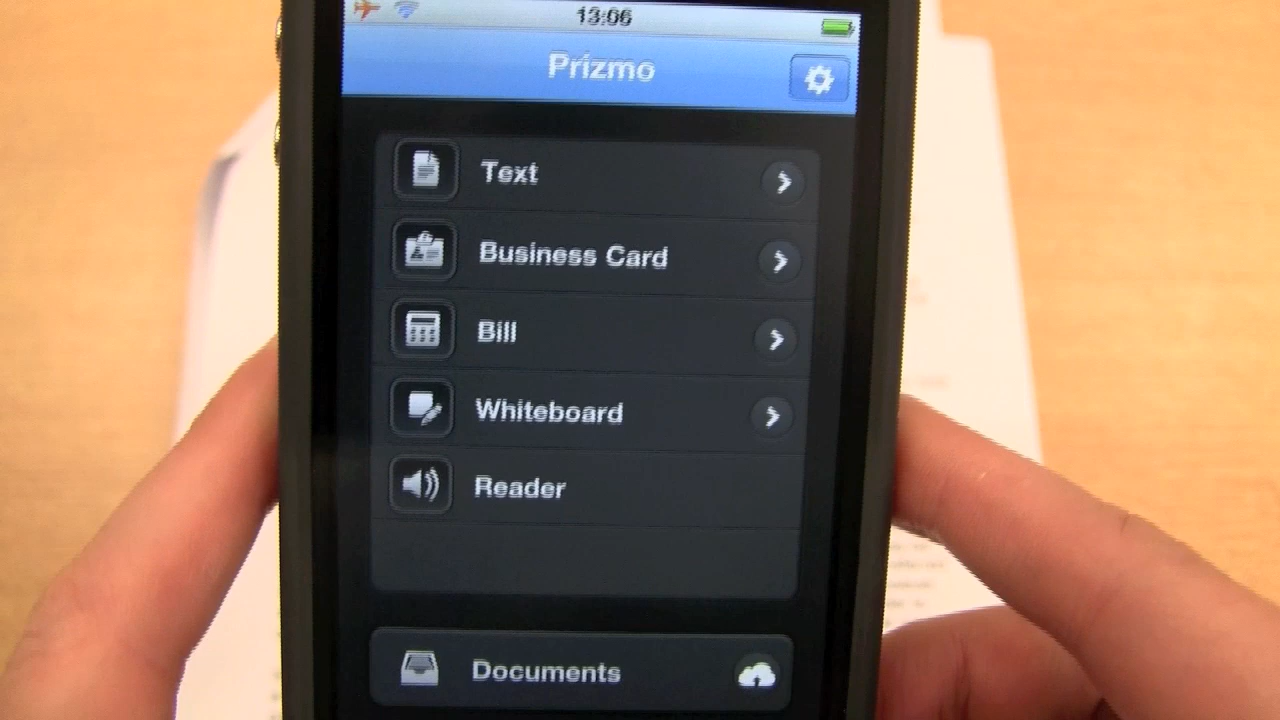 13:06
Prizmo
Text
Business Card
Bill
Whiteboard
Reader
Documents